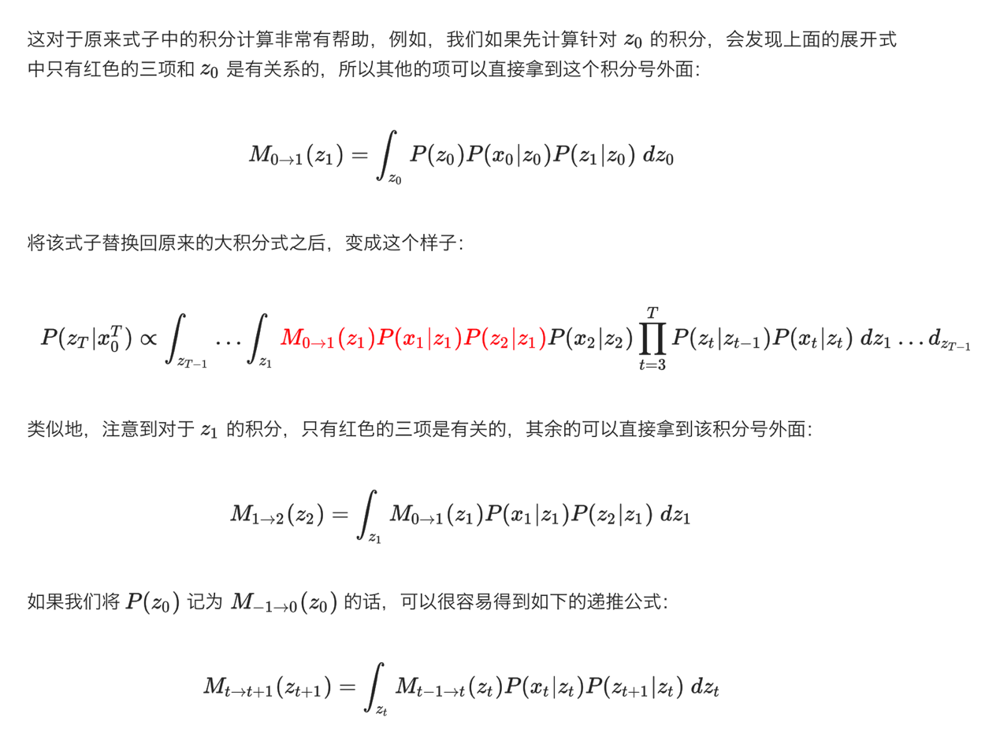 这对于原来式子中的积分计算非常有帮助，例如，我们如果先计算针对 $z_0$ 的积分，会发现上面的展开式
中只有红色的三项和 $z_0$ 是有关系的，所以其他的项可以直接拿到这个积分号外面：
$M_{0\to 1}(z_1) = \int_{z_0} P(z_0)P(x_0|z_0)P(z_1|z_0)\ dz_0$
将该式子替换回原来的大积分式之后，变成这个样子：
$P(z_T|x_0^T) \propto \int_{z_{T-1}} \ldots \int_{z_1} M_{0\to 1}(z_1)P(x_1|z_1)P(z_2|z_1)P(x_2|z_2) \prod_{t=3}^{T} P(z_t|z_{t-1})P(x_t|z_t)\ dz_1 \ldots d_{z_{T-1}}$
类似地，注意到对于 $z_1$ 的积分，只有红色的三项是有关的，其余的可以直接拿到该积分号外面：
$M_{1\to 2}(z_2) = \int_{z_1} M_{0\to 1}(z_1)P(x_1|z_1)P(z_2|z_1)\ dz_1$
如果我们将 $P(z_0)$ 记为 $M_{-1\to 0}(z_0)$ 的话，可以很容易得到如下的递推公式：
$M_{t\to t+1}(z_{t+1}) = \int_{z_t} M_{t-1\to t}(z_t)P(x_t|z_t)P(z_{t+1}|z_t)\ dz_t$